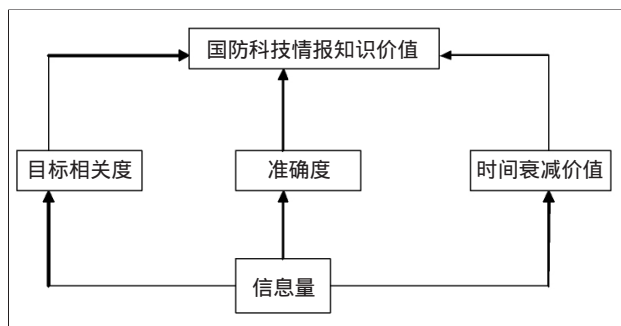 国防科技情报知识价值
目标相关度
准确度
时间衰减价值
信息量